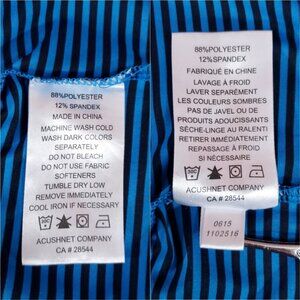 88%POLYESTER
12% SPANDEX
MADE IN CHINA
MACHINE WASH COLD
WASH DARK COLORS
SEPARATELY
DO NOT BLEACH
DO NOT USE FABRIC
SOFTENERS
TUMBLE DRY LOW
REMOVE IMMEDIATELY
COOL IRON IF NECESSARY
ACUSHNET COMPANY
CA # 28544
88%POLYESTER
12%SPANDEX
FABRIQUÉ EN CHINE
LAVAGE À FROID
LAVER SEPARÉMENT
LES COULEURS SOMBRES
PAS DE JAVEL OU DE
PRODUITS ADOUCISSANTS
SÈCHE-LINGE AU RALENTI
RETIRER IMMÉDIATEMENT
REPASSAGE À FROID
SI NÉCESSAIRE
ACUSHNET COMPANY
CA # 28544
0615
1102516